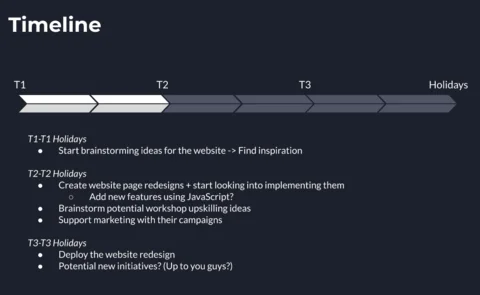 Timeline
T1 T2 T3 Holidays
T1-T1 Holidays
● Start brainstorming ideas for the website -> Find inspiration
T2-T2 Holidays
● Create website page redesigns + start looking into implementing them
○ Add new features using JavaScript?
● Brainstorm potential workshop upskilling ideas
● Support marketing with their campaigns
T3-T3 Holidays
● Deploy the website redesign
● Potential new initiatives? (Up to you guys?)